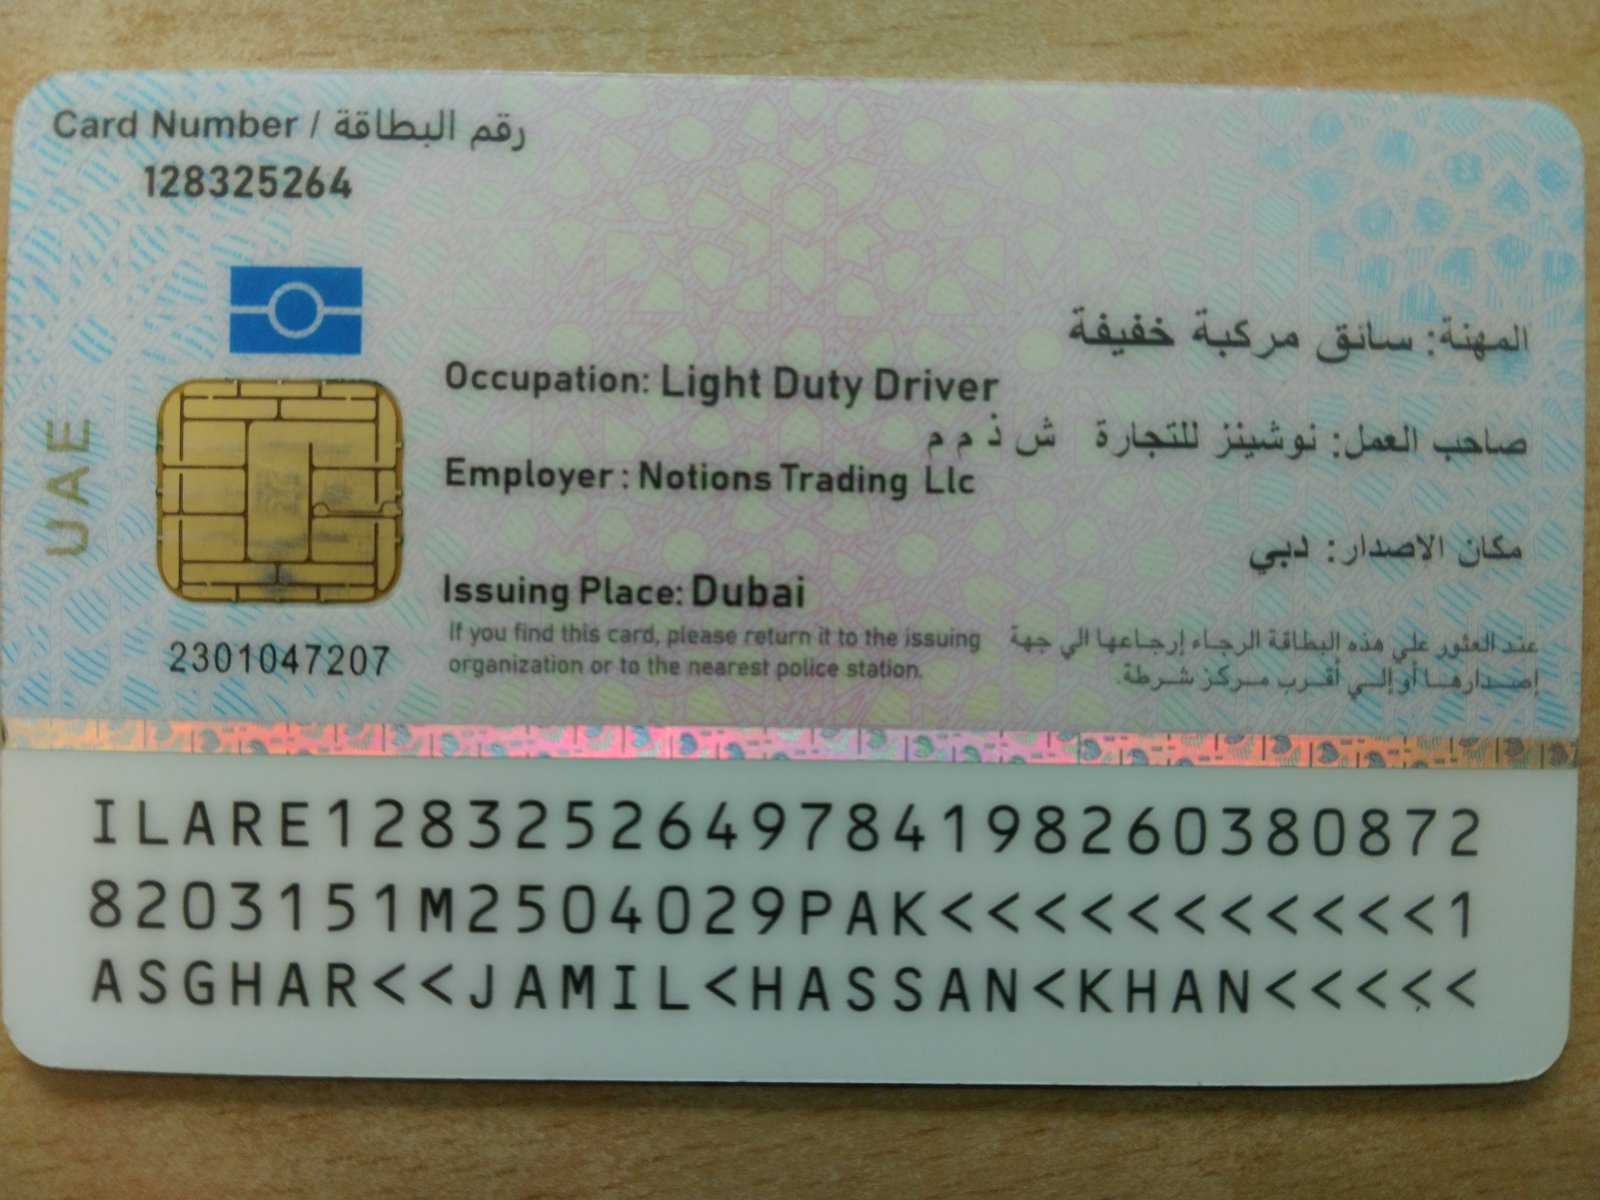 Card Number / رقم البطاقة
128325264
المهنة: سائق مركبة خفيفة
Occupation: Light Duty Driver
صاحب العمل: نوشينز للتجارة ش ذ م م
Employer : Notions Trading Llc
UAE
مكان الاصدار: دبي
Issuing Place: Dubai
If you find this card, please return it to the issuing
organization or to the nearest police station.
عند العثور علي هذه البطاقة الرجاء إرجاعها الي جهة
إصدارها أو إلي أقرب مركز شرطة.
2301047207
ILARE1283252649784198260380872
8203151M2504029PAK<<<<<<<<<<<1
ASGHAR<<JAMIL<HASSAN<KHAN<<<<<